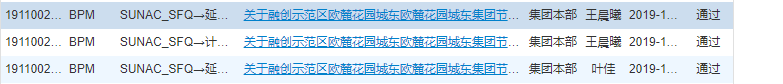 1911002... BPM SUNAC_SFQ→延... 关于融创示范区欧麓花园城东欧麓花园城东集团节... 集团本部 王晨曦 2019-1... 通过
1911002... BPM SUNAC_SFQ→计... 关于融创示范区欧麓花园城东欧麓花园城东集团节... 集团本部 王晨曦 2019-1... 通过
1911002... BPM SUNAC_SFQ→延... 关于融创示范区欧麓花园城东欧麓花园城东集团节... 集团本部 叶佳 2019-1... 通过